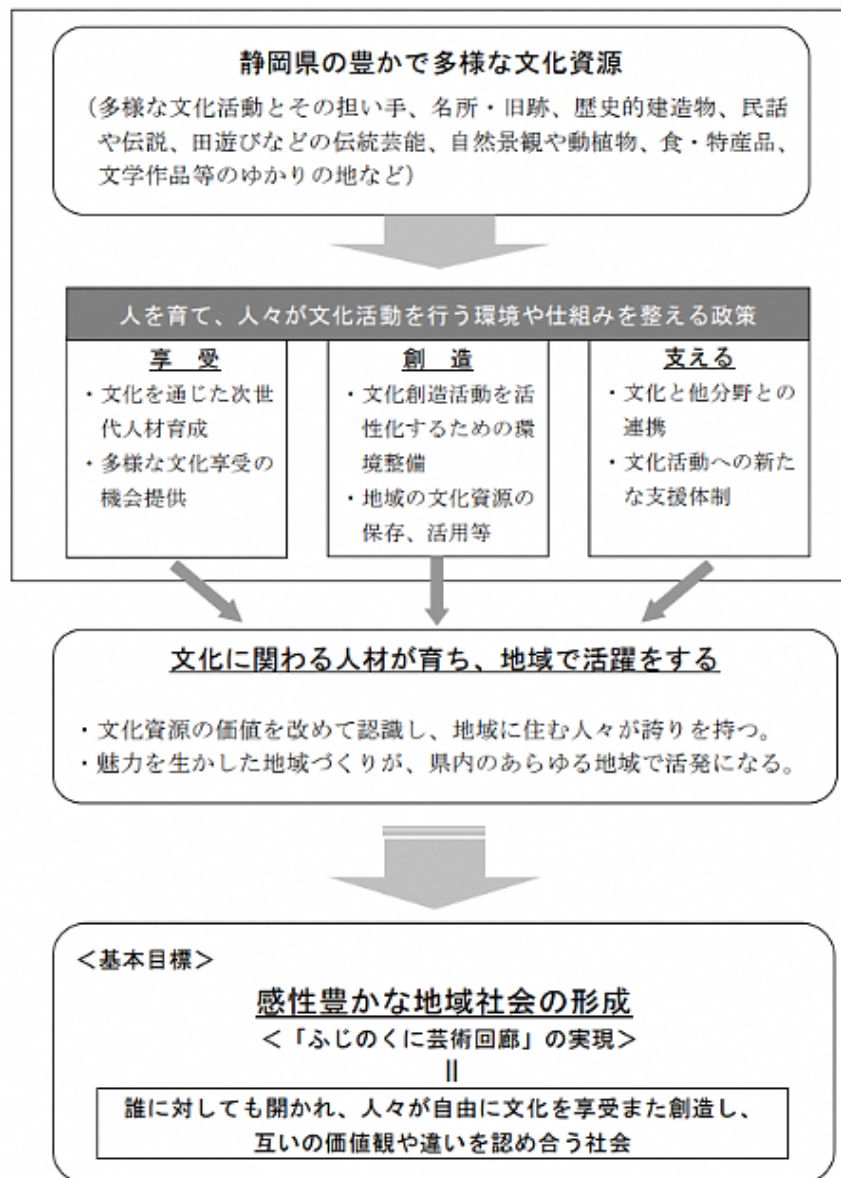 静岡県の豊かで多様な文化資源
（多様な文化活動とその担い手、名所・旧跡、歴史的建造物、民話
や伝説、田遊びなどの伝統芸能、自然景観や動植物、食・特産品、
文学作品等のゆかりの地など）
人を育て、人々が文化活動を行う環境や仕組みを整える政策
享　受
・文化を通じた次世
代人材育成
・多様な文化享受の
機会提供
創　造
・文化創造活動を活
性化するための環
境整備
・地域の文化資源の
保存、活用等
支える
・文化と他分野との
連携
・文化活動への新た
な支援体制
文化に関わる人材が育ち、地域で活躍をする
・文化資源の価値を改めて認識し、地域に住む人々が誇りを持つ。
・魅力を生かした地域づくりが、県内のあらゆる地域で活発になる。
＜基本目標＞
感性豊かな地域社会の形成
＜「ふじのくに芸術回廊」の実現＞
||
誰に対しても開かれ、人々が自由に文化を享受また創造し、
互いの価値観や違いを認め合う社会